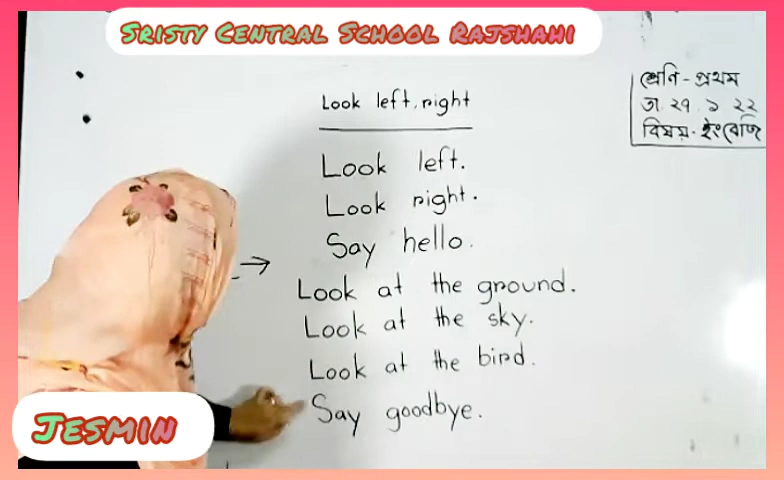 Sristy Central School Rajshahi
শ্রেণি - প্রথম
তা. ২৭. ১. ২২
বিষয় - ইংরেজি
Look left, right
Look left.
Look right.
Say hello.
Look at the ground.
Look at the sky.
Look at the bird.
Say goodbye.
Jesmin